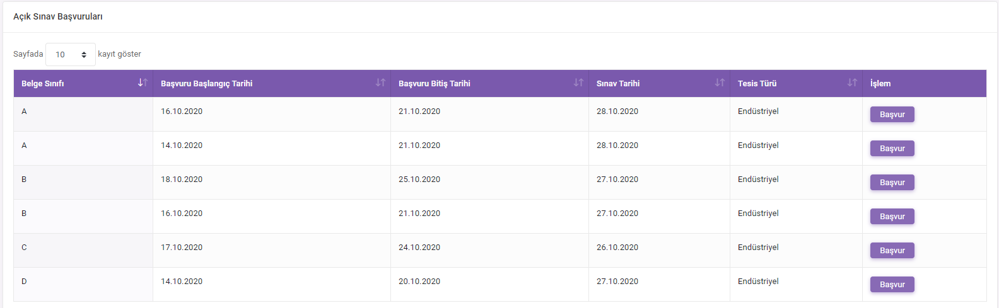 Açık Sınav Başvuruları
Sayfada 10 kayıt göster
Belge Sınıfı Başvuru Başlangıç Tarihi Başvuru Bitiş Tarihi Sınav Tarihi Tesis Türü İşlem
A 16.10.2020 21.10.2020 28.10.2020 Endüstriyel Başvur
A 14.10.2020 21.10.2020 28.10.2020 Endüstriyel Başvur
B 18.10.2020 25.10.2020 27.10.2020 Endüstriyel Başvur
B 16.10.2020 21.10.2020 27.10.2020 Endüstriyel Başvur
C 17.10.2020 24.10.2020 26.10.2020 Endüstriyel Başvur
D 14.10.2020 20.10.2020 27.10.2020 Endüstriyel Başvur